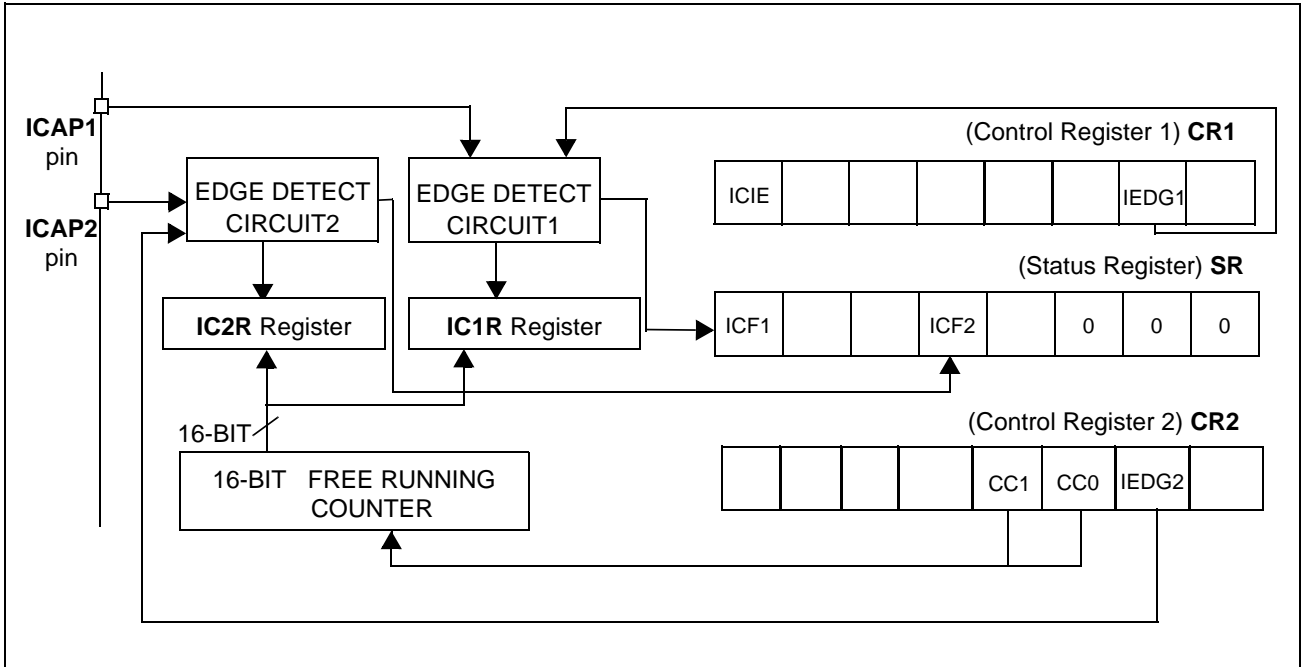 ICAP1
pin
ICAP2
pin
EDGE DETECT
CIRCUIT2
EDGE DETECT
CIRCUIT1
IC2R Register
IC1R Register
16-BIT
16-BIT FREE RUNNING
COUNTER
(Control Register 1) CR1
ICIE IEDG1
(Status Register) SR
ICF1 ICF2 0 0 0
(Control Register 2) CR2
CC1 CC0 IEDG2